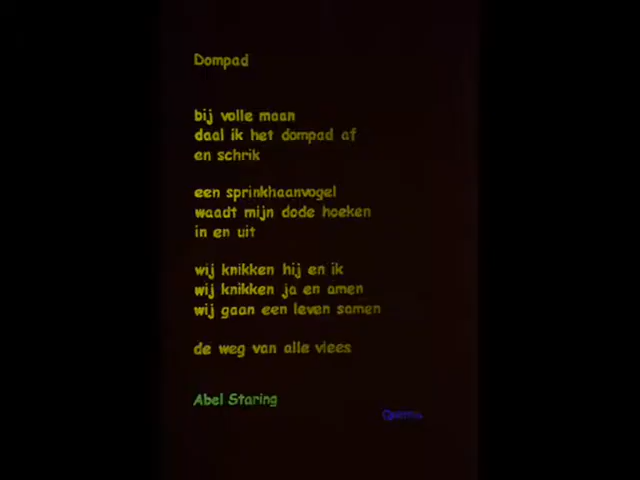 Dompad
bij volle maan
daal ik het dompad af
en schrik
een sprinkhaanvogel
waadt mijn dode hoeken
in en uit
wij knikken hij en ik
wij knikken ja en amen
wij gaan een leven samen
de weg van alle vlees
Abel Staring